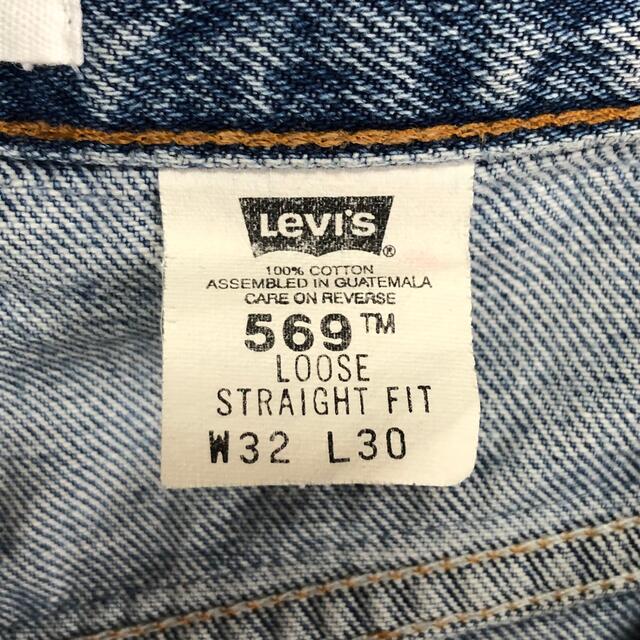 Levi's ®
100% COTTON
ASSEMBLED IN GUATEMALA
CARE ON REVERSE
569™
LOOSE
STRAIGHT FIT
W32 L30